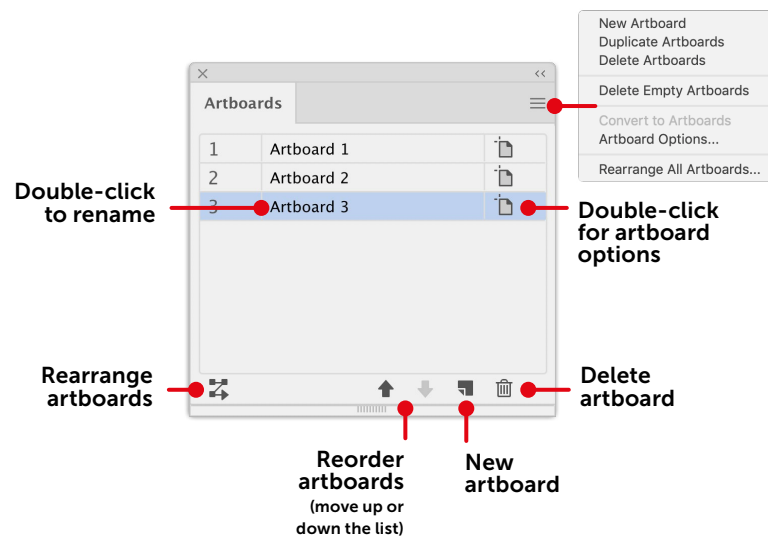 New Artboard
Duplicate Artboards
Delete Artboards
Delete Empty Artboards
Convert to Artboards
Artboard Options...
Rearrange All Artboards...
Artboards
1 Artboard 1
2 Artboard 2
3 Artboard 3
Double-click
to rename
Double-click
for artboard
options
Rearrange
artboards
Delete
artboard
Reorder
artboards
(move up or
down the list)
New
artboard